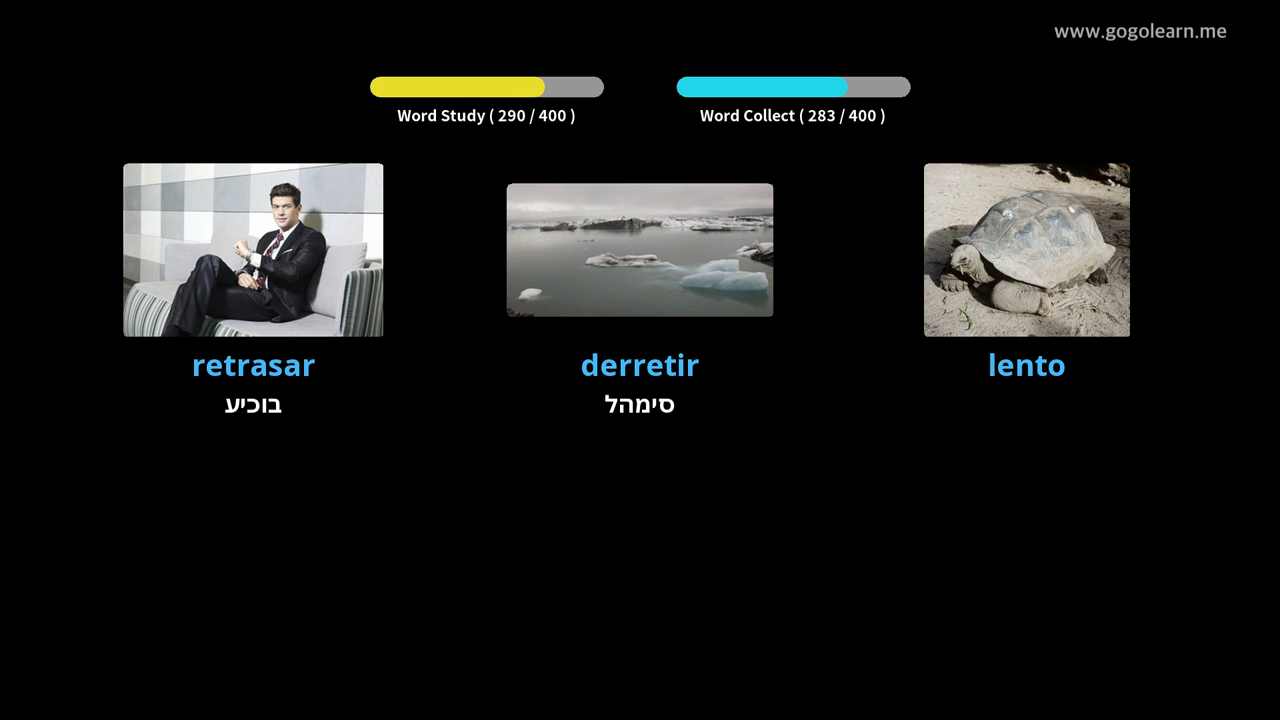 www.gogolearn.me
Word Study ( 290 / 400 )
Word Collect ( 283 / 400 )
retrasar
בוכיע
derretir
סימהל
lento